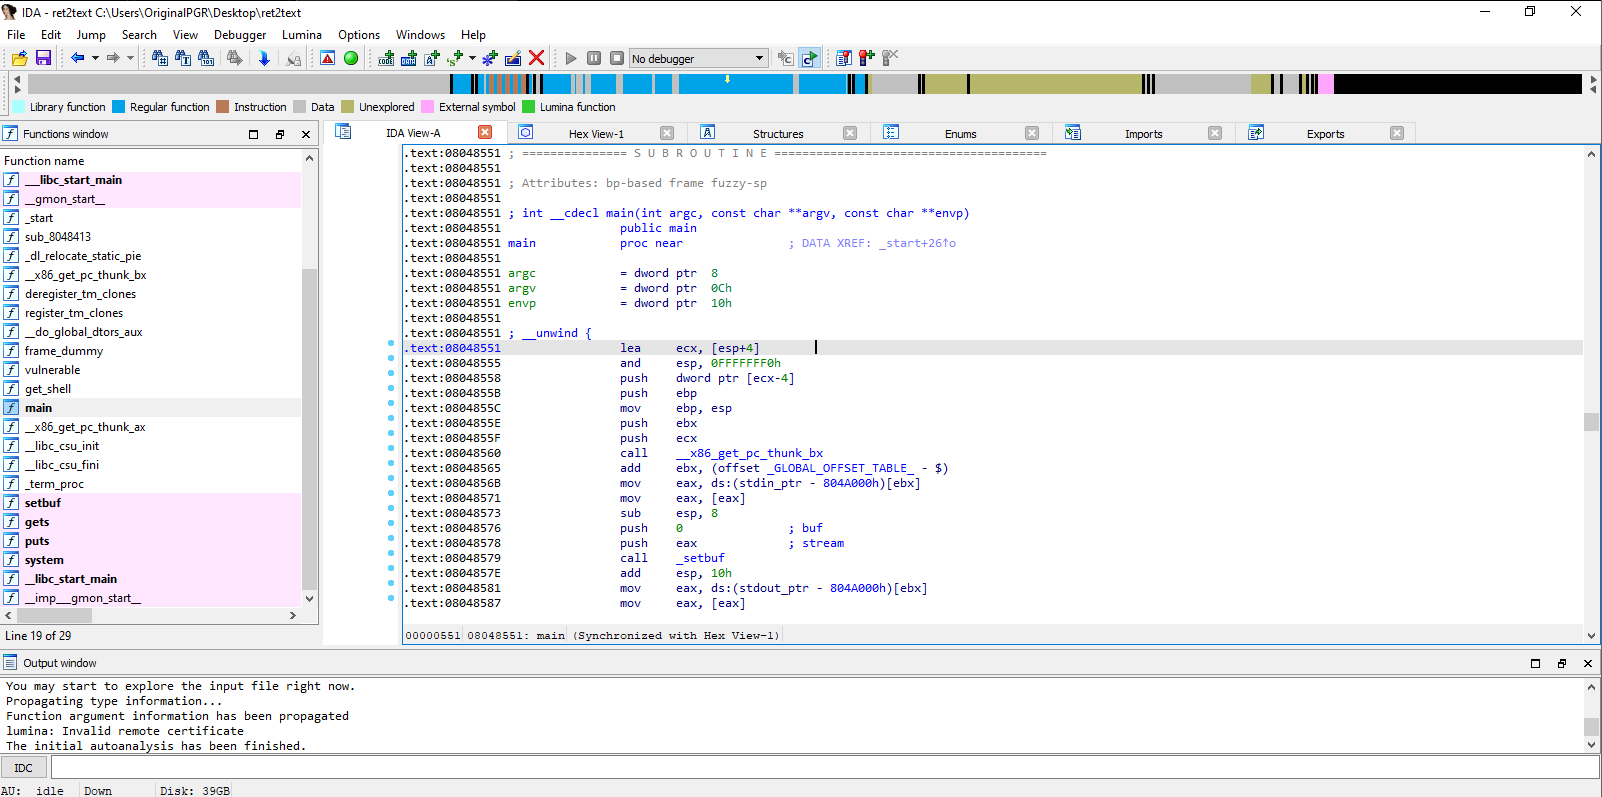 IDA - ret2text C:\Users\OriginalPGR\Desktop\ret2text
File Edit Jump Search View Debugger Lumina Options Windows Help
No debugger
Library function Regular function Instruction Data Unexplored External symbol Lumina function
Functions window
Function name
___libc_start_main
__gmon_start__
_start
sub_8048413
_dl_relocate_static_pie
__x86_get_pc_thunk_bx
deregister_tm_clones
register_tm_clones
__do_global_dtors_aux
frame_dummy
vulnerable
get_shell
main
__x86_get_pc_thunk_ax
__libc_csu_init
__libc_csu_fini
_term_proc
setbuf
gets
puts
system
__libc_start_main
__imp___gmon_start__
Line 19 of 29
IDA View-A Hex View-1 Structures Enums Imports Exports
.text:08048551 ; =============== S U B R O U T I N E =======================================
.text:08048551
.text:08048551 ; Attributes: bp-based frame fuzzy-sp
.text:08048551
.text:08048551 ; int __cdecl main(int argc, const char **argv, const char **envp)
.text:08048551 public main
.text:08048551 main proc near ; DATA XREF: _start+26↑o
.text:08048551
.text:08048551 argc = dword ptr 8
.text:08048551 argv = dword ptr 0Ch
.text:08048551 envp = dword ptr 10h
.text:08048551
.text:08048551 ; __unwind {
.text:08048551 lea ecx, [esp+4]
.text:08048555 and esp, 0FFFFFFF0h
.text:08048558 push dword ptr [ecx-4]
.text:0804855B push ebp
.text:0804855C mov ebp, esp
.text:0804855E push ebx
.text:0804855F push ecx
.text:08048560 call __x86_get_pc_thunk_bx
.text:08048565 add ebx, (offset _GLOBAL_OFFSET_TABLE_ - $)
.text:0804856B mov eax, ds:(stdin_ptr - 804A000h)[ebx]
.text:08048571 mov eax, [eax]
.text:08048573 sub esp, 8
.text:08048576 push 0 ; buf
.text:08048578 push eax ; stream
.text:08048579 call _setbuf
.text:0804857E add esp, 10h
.text:08048581 mov eax, ds:(stdout_ptr - 804A000h)[ebx]
.text:08048587 mov eax, [eax]
00000551 08048551: main (Synchronized with Hex View-1)
Output window
You may start to explore the input file right now.
Propagating type information...
Function argument information has been propagated
lumina: Invalid remote certificate
The initial autoanalysis has been finished.
IDC
AU: idle Down Disk: 39GB